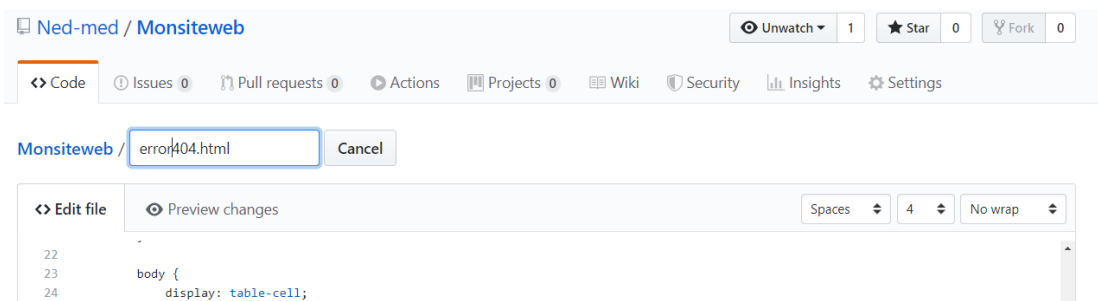 Ned-med / Monsiteweb Unwatch 1 Star 0 Fork 0
Code Issues 0 Pull requests 0 Actions Projects 0 Wiki Security Insights Settings
Monsiteweb / error404.html Cancel
<> Edit file Preview changes Spaces 4 No wrap
22
23 body {
24 display: table-cell;